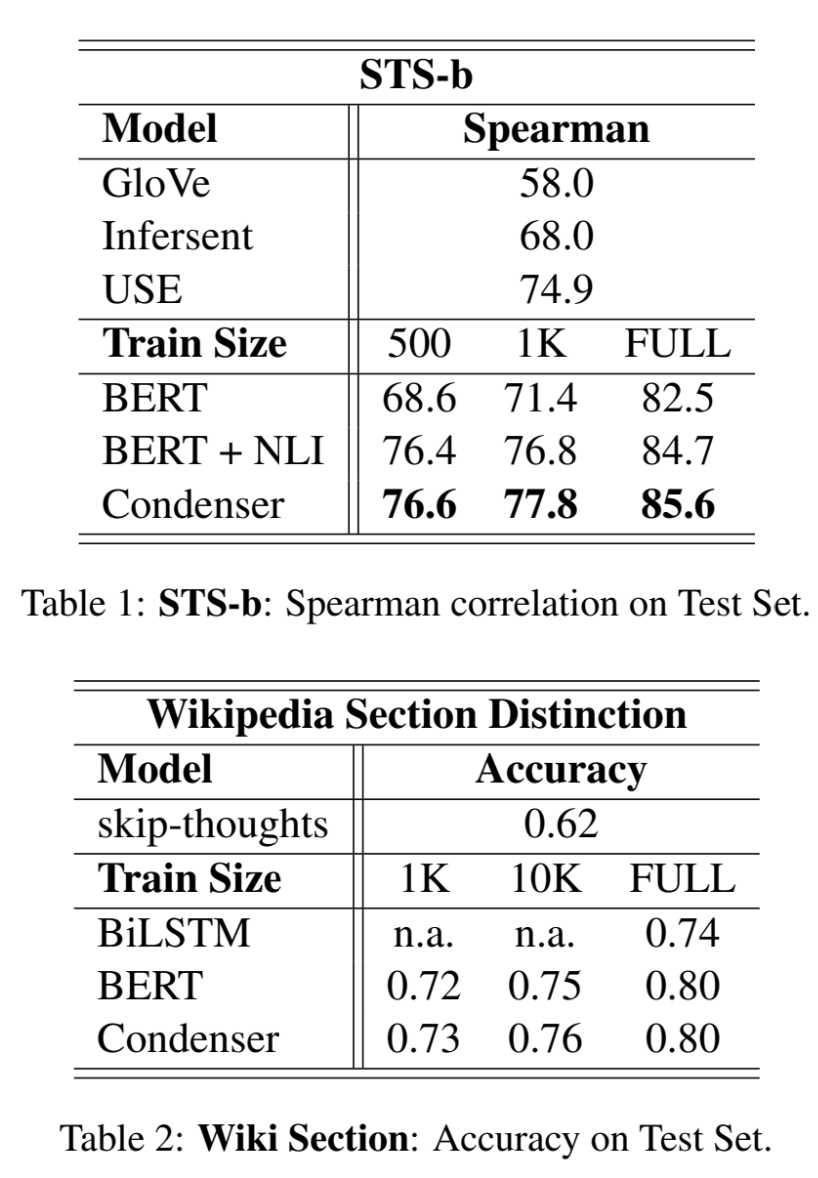 STS-b
Model Spearman
GloVe 58.0
Infersent 68.0
USE 74.9
Train Size 500 1K FULL
BERT 68.6 71.4 82.5
BERT + NLI 76.4 76.8 84.7
Condenser 76.6 77.8 85.6
Table 1: STS-b: Spearman correlation on Test Set.
Wikipedia Section Distinction
Model Accuracy
skip-thoughts 0.62
Train Size 1K 10K FULL
BiLSTM n.a. n.a. 0.74
BERT 0.72 0.75 0.80
Condenser 0.73 0.76 0.80
Table 2: Wiki Section: Accuracy on Test Set.